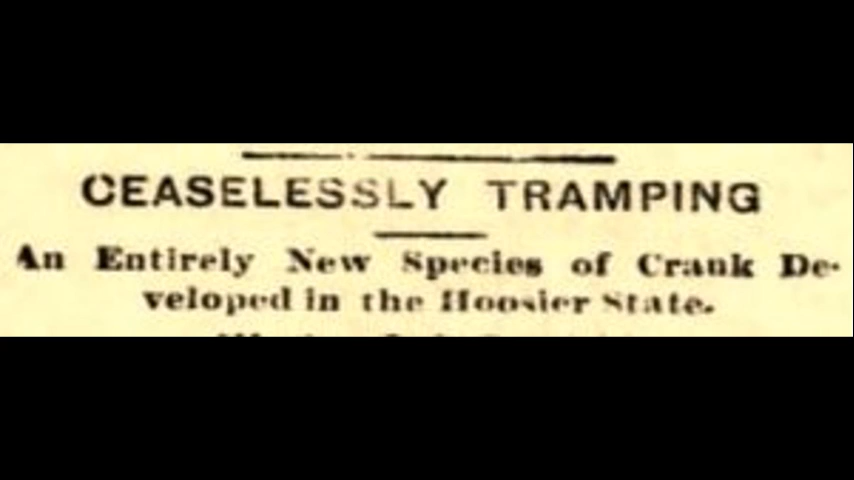 CEASELESSLY TRAMPING
An Entirely New Species of Crank De-
veloped in the Hoosier State.